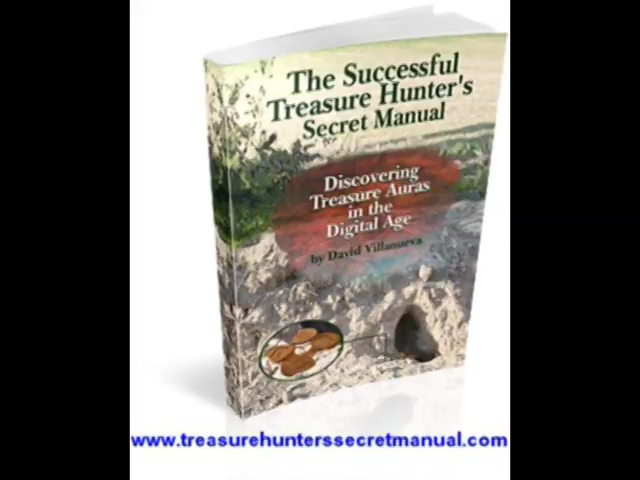 The Successful
Treasure Hunter's
Secret Manual
Discovering
Treasure Auras
in the
Digital Age
by David Villanueva
www.treasurehunterssecretmanual.com